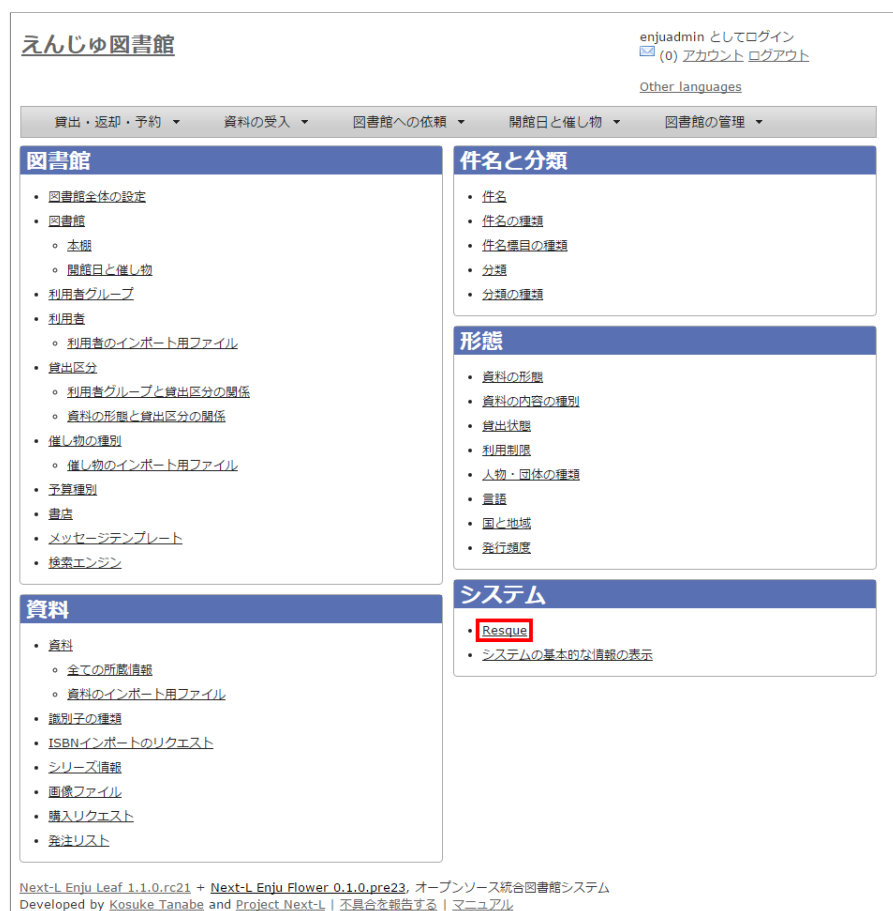 えんじゅ図書館
enjuadmin としてログイン
(0) アカウント ログアウト
Other languages
貸出・返却・予約 ▼ 資料の受入 ▼ 図書館への依頼 ▼ 開館日と催し物 ▼ 図書館の管理 ▼
図書館
・ 図書館全体の設定
・ 図書館
◦ 本棚
◦ 開館日と催し物
・ 利用者グループ
・ 利用者
◦ 利用者のインポート用ファイル
・ 貸出区分
◦ 利用者グループと貸出区分の関係
◦ 資料の形態と貸出区分の関係
・ 催し物の種別
◦ 催し物のインポート用ファイル
・ 予算種別
・ 書店
・ メッセージテンプレート
・ 検索エンジン
資料
・ 資料
◦ 全ての所蔵情報
◦ 資料のインポート用ファイル
・ 識別子の種類
・ ISBNインポートのリクエスト
・ シリーズ情報
・ 画像ファイル
・ 購入リクエスト
・ 発注リスト
件名と分類
・ 件名
・ 件名の種類
・ 件名標目の種類
・ 分類
・ 分類の種類
形態
・ 資料の形態
・ 資料の内容の種別
・ 貸出状態
・ 利用制限
・ 人物・団体の種類
・ 言語
・ 国と地域
・ 発行頻度
システム
・ Resque
・ システムの基本的な情報の表示
Next-L Enju Leaf 1.1.0.rc21 + Next-L Enju Flower 0.1.0.pre23, オープンソース統合図書館システム
Developed by Kosuke Tanabe and Project Next-L | 不具合を報告する | マニュアル